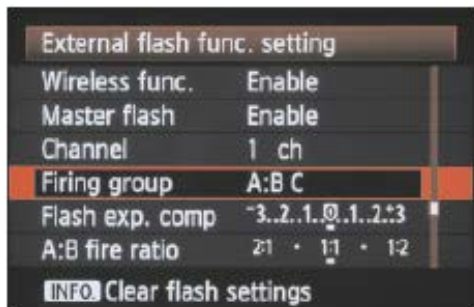 External flash func. setting
Wireless func. Enable
Master flash Enable
Channel 1 ch
Firing group A:B C
Flash exp. comp -3..2..1..0..1..2.:+3
A:B fire ratio 2:1 · 1:1 · 1:2
INFO. Clear flash settings